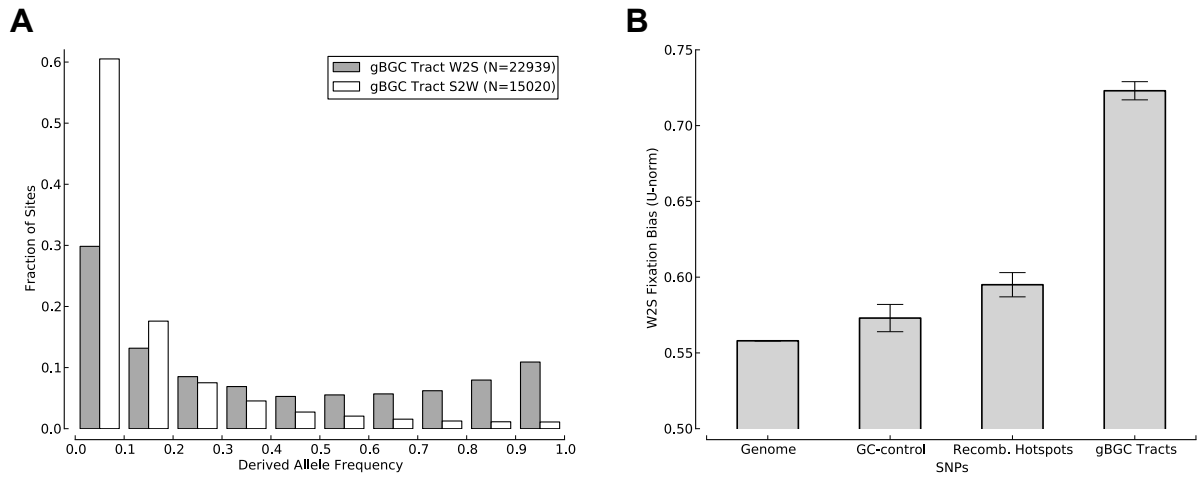 A
0.6
0.5
0.4
0.3
0.2
0.1
0.0
Fraction of Sites
gBGC Tract W2S (N=22939)
gBGC Tract S2W (N=15020)
0.0 0.1 0.2 0.3 0.4 0.5 0.6 0.7 0.8 0.9 1.0
Derived Allele Frequency
B
0.75
0.70
0.65
0.60
0.55
0.50
W2S Fixation Bias (U-norm)
Genome GC-control Recomb. Hotspots gBGC Tracts
SNPs